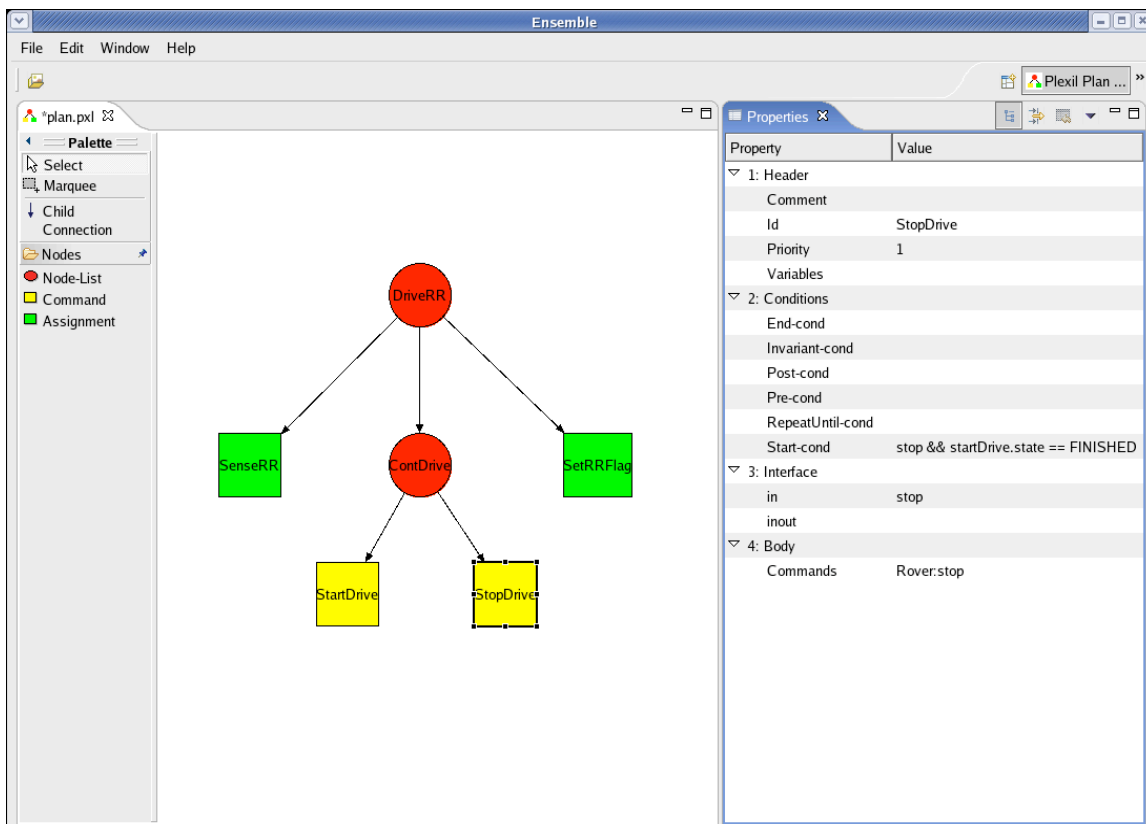 Ensemble
File Edit Window Help
Plexil Plan ... »
*plan.pxl
Palette
Select
Marquee
Child
Connection
Nodes
Node-List
Command
Assignment
DriveRR
SenseRR
ContDrive
SetRRFlag
StartDrive
StopDrive
Properties
Property Value
1: Header
Comment
Id StopDrive
Priority 1
Variables
2: Conditions
End-cond
Invariant-cond
Post-cond
Pre-cond
RepeatUntil-cond
Start-cond stop && startDrive.state == FINISHED
3: Interface
in stop
inout
4: Body
Commands Rover:stop